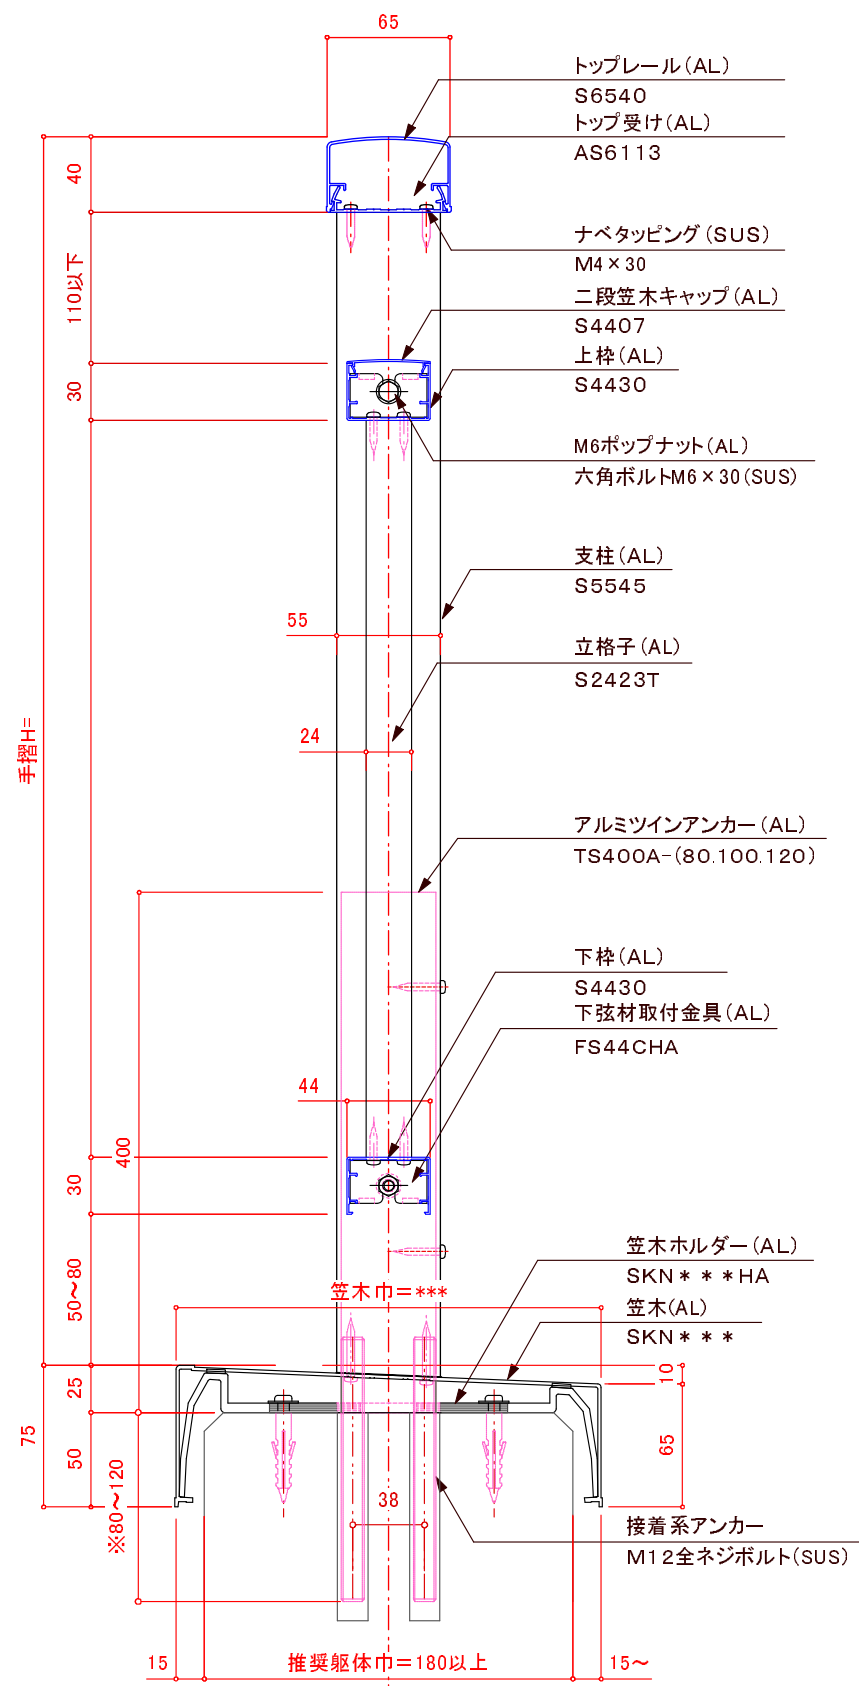 65
トップレール(AL)
S6540
トップ受け(AL)
AS6113
40
ナベタッピング(SUS)
M4×30
110以下
二段笠木キャップ(AL)
S4407
上枠(AL)
S4430
30
M6ポップナット(AL)
六角ボルトM6×30(SUS)
支柱(AL)
S5545
55
立格子(AL)
S2423T
手摺H=
24
アルミツインアンカー(AL)
TS400A-(80.100.120)
下枠(AL)
S4430
下弦材取付金具(AL)
FS44CHA
44
400
30
笠木ホルダー(AL)
SKN***HA
50～80
笠木巾=***
笠木(AL)
SKN***
10
25
75
50
65
※80～120
38
接着系アンカー
M12全ネジボルト(SUS)
15
推奨躯体巾=180以上
15～